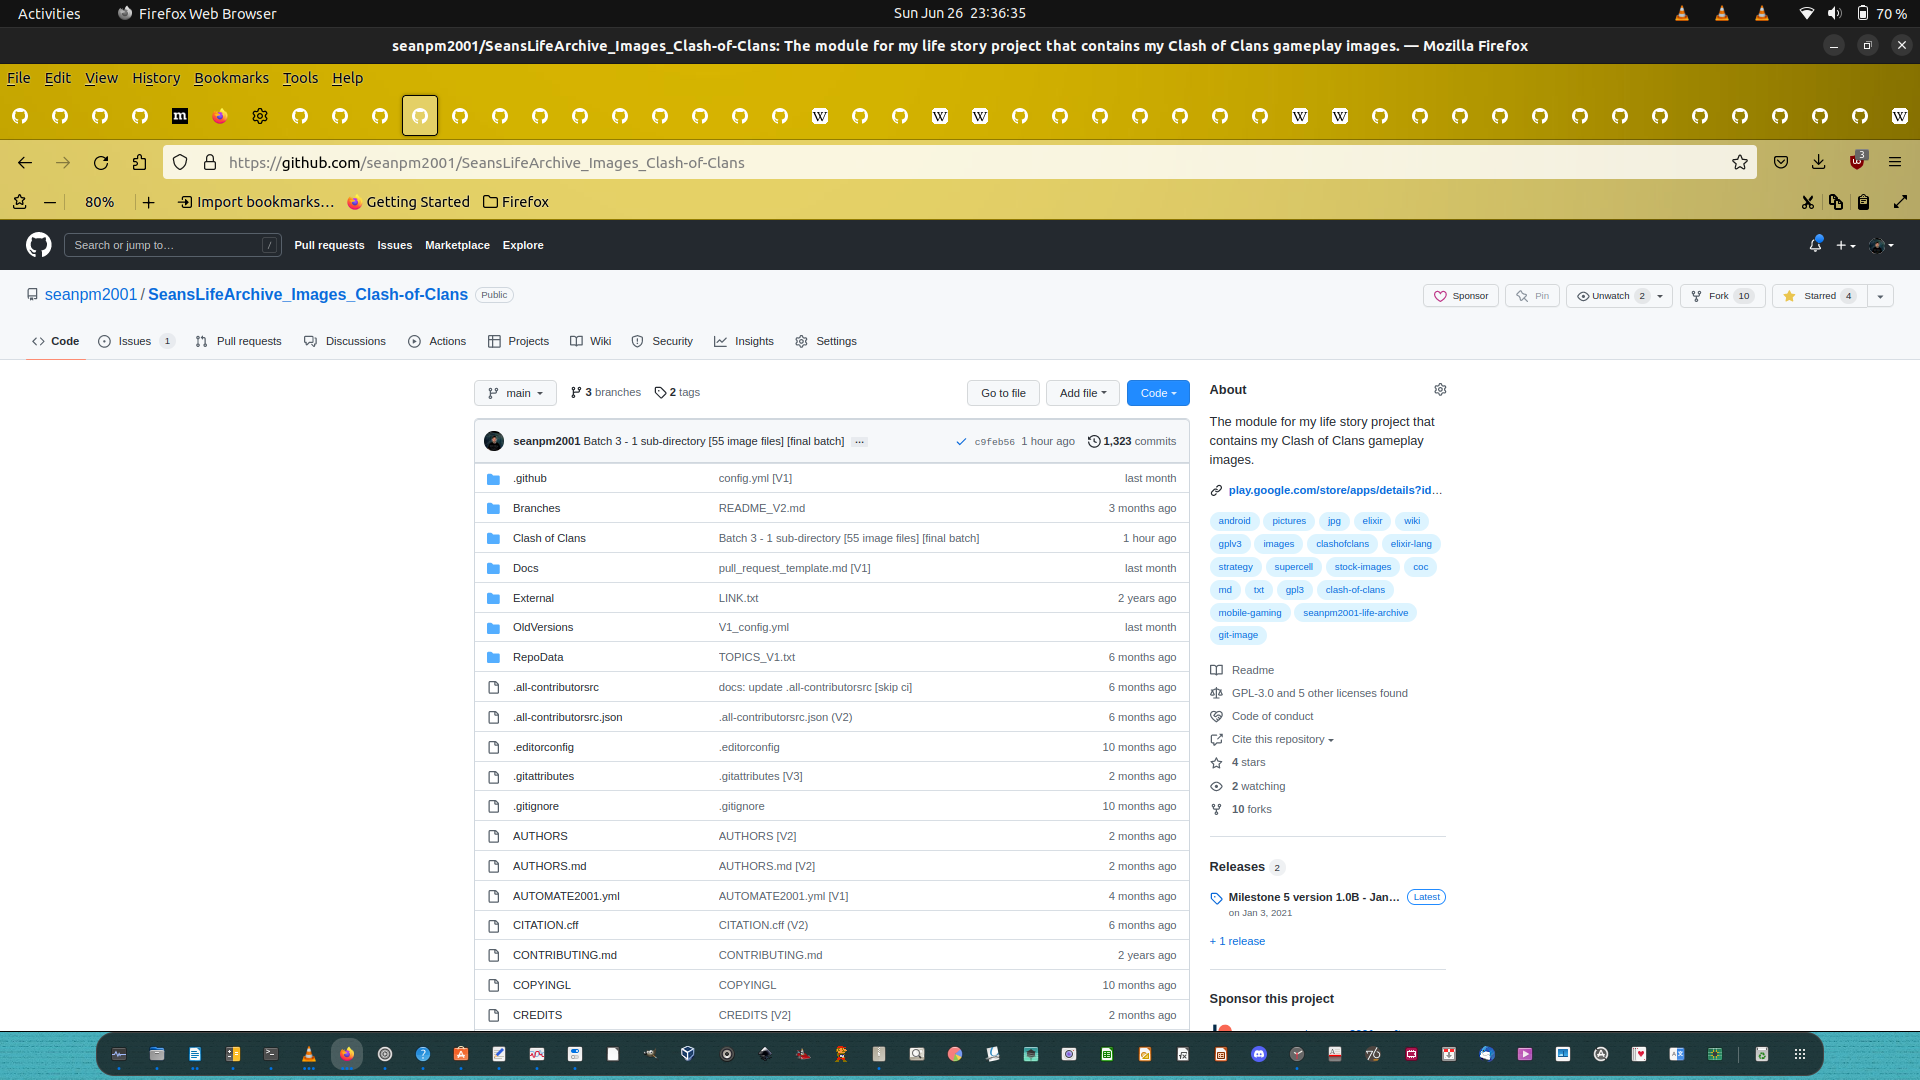 Activities
Firefox Web Browser
Sun Jun 26 23:36:35
70 %
seanpm2001/SeansLifeArchive_Images_Clash-of-Clans: The module for my life story project that contains my Clash of Clans gameplay images. — Mozilla Firefox
File Edit View History Bookmarks Tools Help
https://github.com/seanpm2001/SeansLifeArchive_Images_Clash-of-Clans
3
80%
Import bookmarks…
Getting Started
Firefox
Search or jump to…
/
Pull requests Issues Marketplace Explore
seanpm2001 / SeansLifeArchive_Images_Clash-of-Clans Public
Sponsor
Pin
Unwatch 2
Fork 10
Starred 4
Code
Issues 1
Pull requests
Discussions
Actions
Projects
Wiki
Security
Insights
Settings
main
3 branches
2 tags
Go to file
Add file
Code
seanpm2001 Batch 3 - 1 sub-directory [55 image files] [final batch] ...
c9feb56 1 hour ago
1,323 commits
.github config.yml [V1] last month
Branches README_V2.md 3 months ago
Clash of Clans Batch 3 - 1 sub-directory [55 image files] [final batch] 1 hour ago
Docs pull_request_template.md [V1] last month
External LINK.txt 2 years ago
OldVersions V1_config.yml last month
RepoData TOPICS_V1.txt 6 months ago
.all-contributorsrc docs: update .all-contributorsrc [skip ci] 6 months ago
.all-contributorsrc.json .all-contributorsrc.json (V2) 6 months ago
.editorconfig .editorconfig 10 months ago
.gitattributes .gitattributes [V3] 2 months ago
.gitignore .gitignore 10 months ago
AUTHORS AUTHORS [V2] 2 months ago
AUTHORS.md AUTHORS.md [V2] 2 months ago
AUTOMATE2001.yml AUTOMATE2001.yml [V1] 4 months ago
CITATION.cff CITATION.cff (V2) 6 months ago
CONTRIBUTING.md CONTRIBUTING.md 2 years ago
COPYINGL COPYINGL 10 months ago
CREDITS CREDITS [V2] 2 months ago
About
The module for my life story project that
contains my Clash of Clans gameplay
images.
play.google.com/store/apps/details?id…
android pictures jpg elixir wiki
gplv3 images clashofclans elixir-lang
strategy supercell stock-images coc
md txt gpl3 clash-of-clans
mobile-gaming seanpm2001-life-archive
git-image
Readme
GPL-3.0 and 5 other licenses found
Code of conduct
Cite this repository
4 stars
2 watching
10 forks
Releases 2
Milestone 5 version 1.0B - Jan… Latest
on Jan 3, 2021
+ 1 release
Sponsor this project